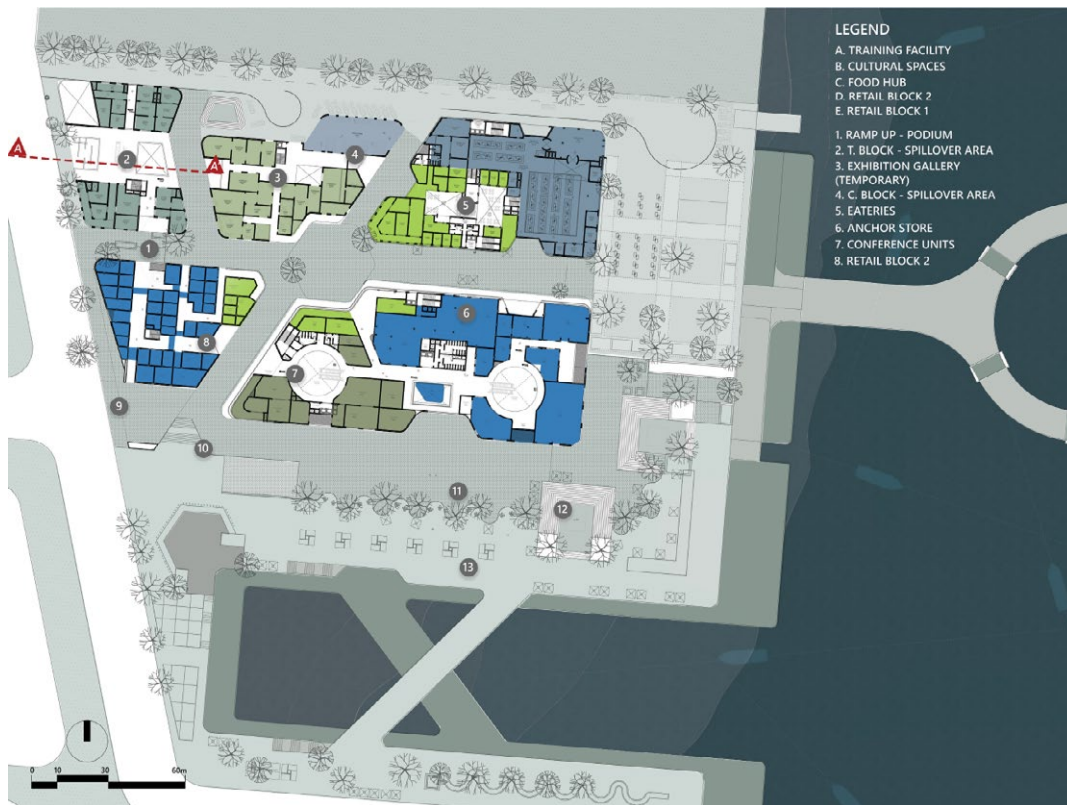 LEGEND
A. TRAINING FACILITY
B. CULTURAL SPACES
C. FOOD HUB
D. RETAIL BLOCK 2
E. RETAIL BLOCK 1
1. RAMP UP - PODIUM
2. T. BLOCK - SPILLOVER AREA
3. EXHIBITION GALLERY
(TEMPORARY)
4. C. BLOCK - SPILLOVER AREA
5. EATERIES
6. ANCHOR STORE
7. CONFERENCE UNITS
8. RETAIL BLOCK 2
A
A
2
4
3
5
1
6
8
7
9
10
11
12
13
0 10 30 60m